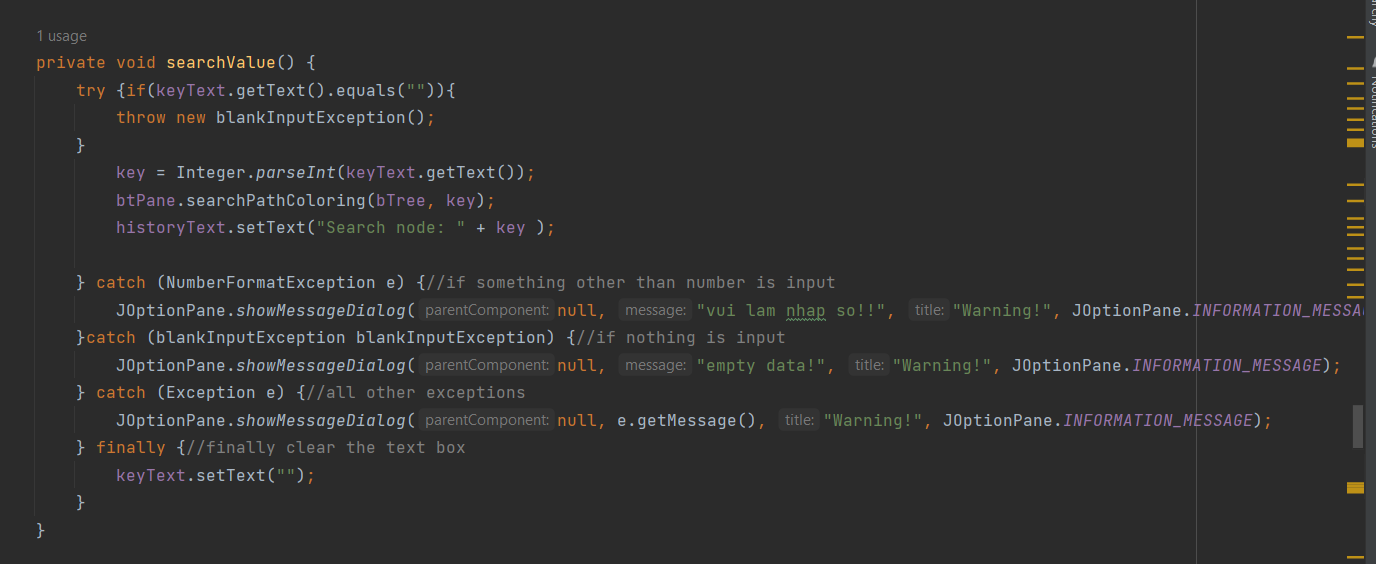 1 usage
private void searchValue() {
try {if(keyText.getText().equals("")){
throw new blankInputException();
}
key = Integer.parseInt(keyText.getText());
btPane.searchPathColoring(bTree, key);
historyText.setText("Search node: " + key );
} catch (NumberFormatException e) {//if something other than number is input
JOptionPane.showMessageDialog( parentComponent: null, message: "vui lam nhap so!!", title: "Warning!", JOptionPane.INFORMATION_MESSA
}catch (blankInputException blankInputException) {//if nothing is input
JOptionPane.showMessageDialog( parentComponent: null, message: "empty data!", title: "Warning!", JOptionPane.INFORMATION_MESSAGE);
} catch (Exception e) {//all other exceptions
JOptionPane.showMessageDialog( parentComponent: null, e.getMessage(), title: "Warning!", JOptionPane.INFORMATION_MESSAGE);
} finally {//finally clear the text box
keyText.setText("");
}
}
Notifications